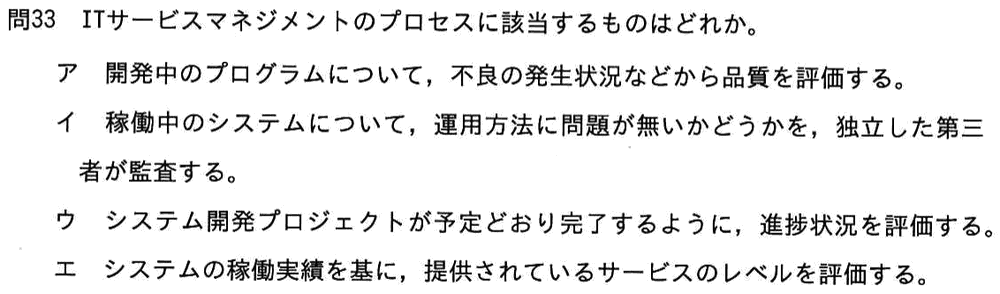 問33 ITサービスマネジメントのプロセスに該当するものはどれか。
ア 開発中のプログラムについて，不良の発生状況などから品質を評価する。
イ 稼働中のシステムについて，運用方法に問題が無いかどうかを，独立した第三
者が監査する。
ウ システム開発プロジェクトが予定どおり完了するように，進捗状況を評価する。
エ システムの稼働実績を基に，提供されているサービスのレベルを評価する。